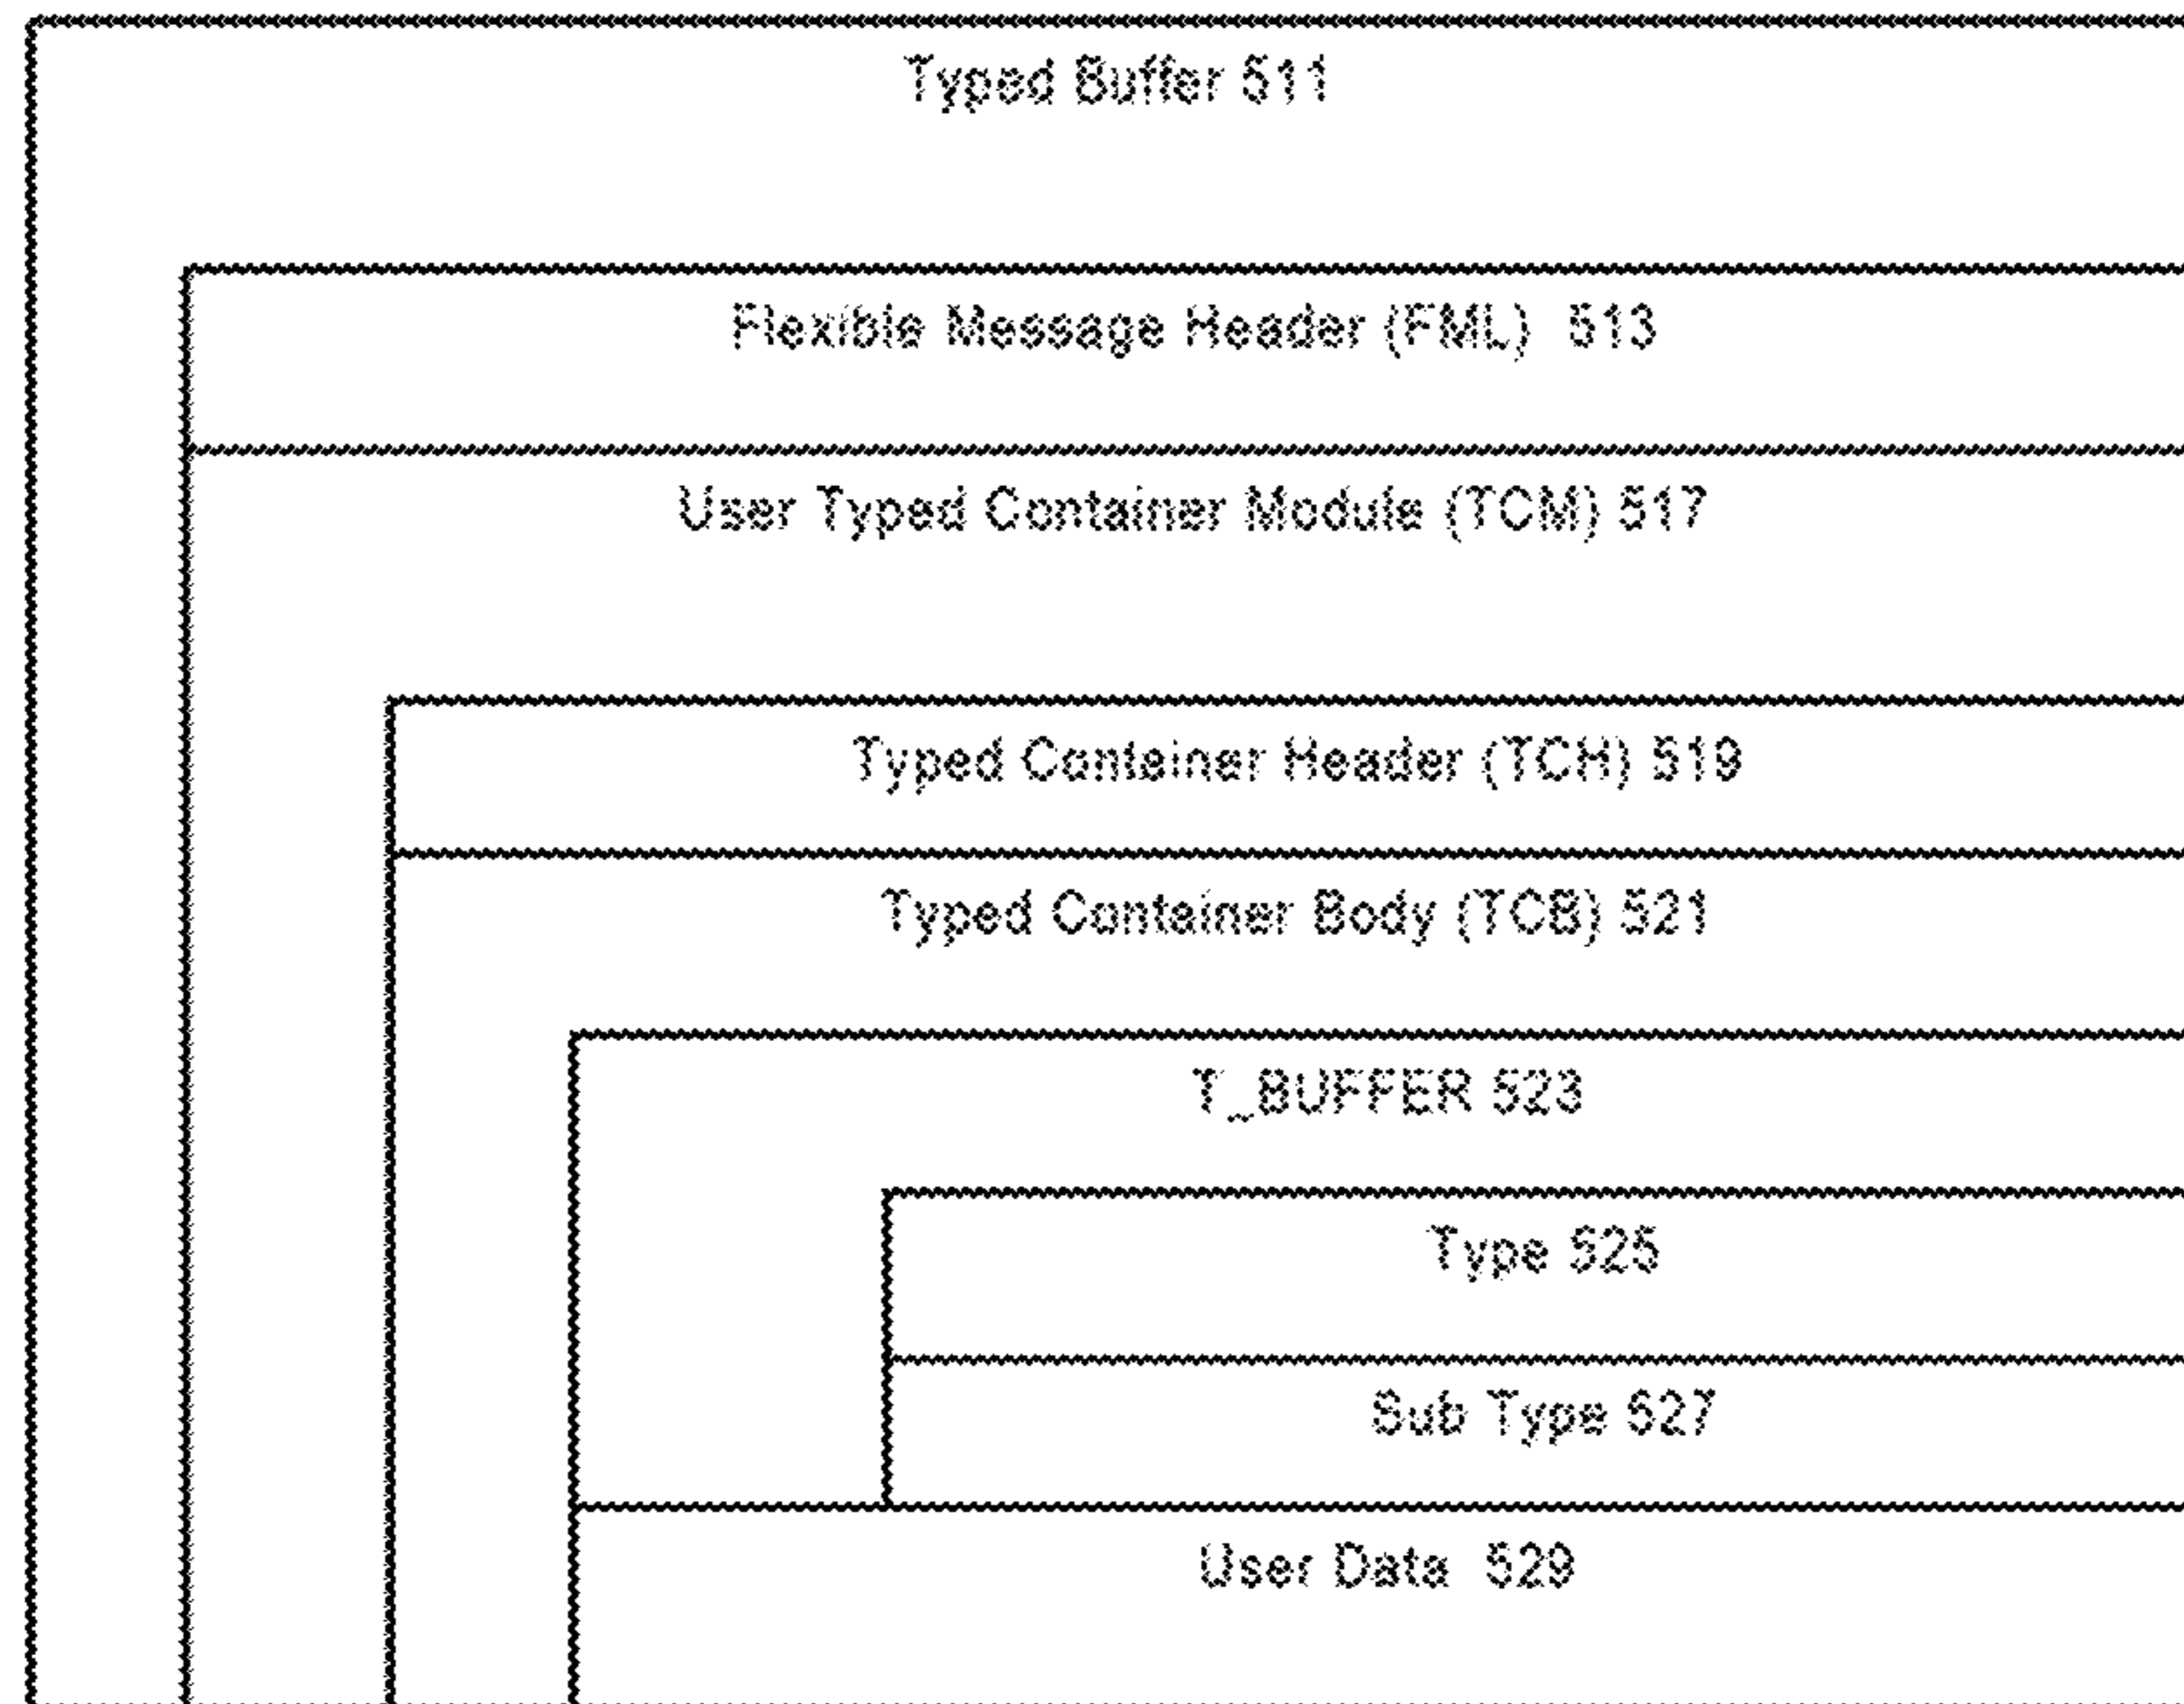 Typed Buffer 511
Flexible Message Header (FML) 513
User Typed Container Module (TCM) 517
Typed Container Header (TCH) 519
Typed Container Body (TCB) 521
T_BUFFER 523
Type 525
Sub Type 527
User Data 529